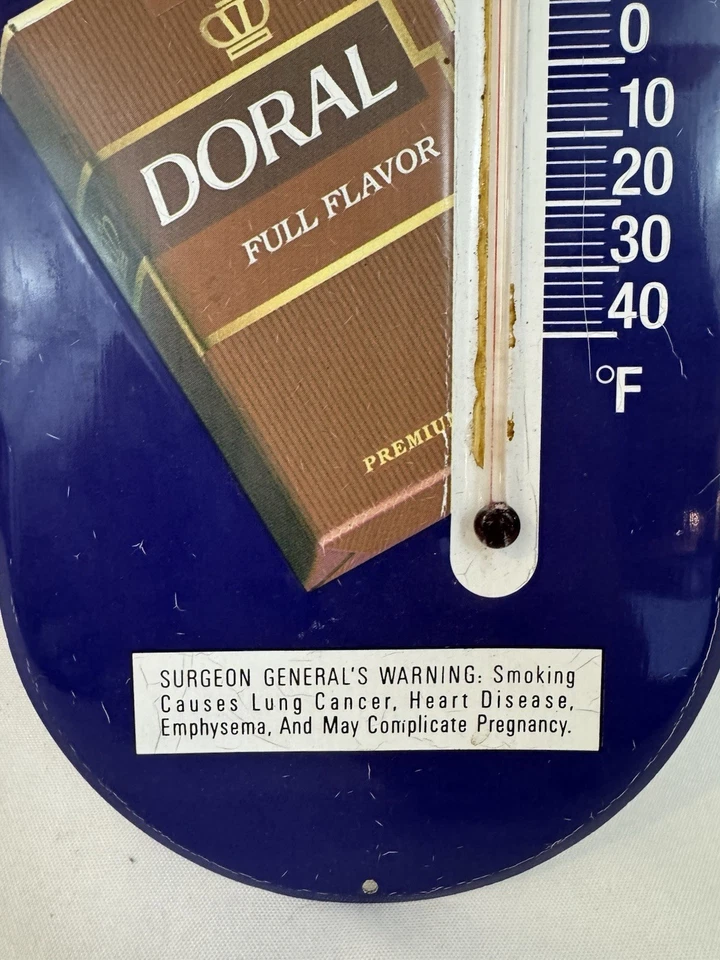 DORAL
FULL FLAVOR
PREMIUM
0
10
20
30
40
°F
SURGEON GENERAL'S WARNING: Smoking
Causes Lung Cancer, Heart Disease,
Emphysema, And May Complicate Pregnancy.